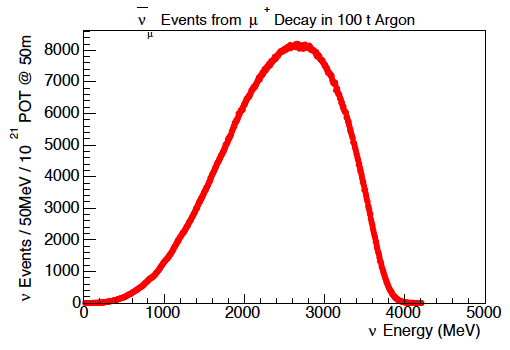 ν̅μ Events from μ+ Decay in 100 t Argon
ν Events / 50MeV / 10 21 POT @ 50m
8000
7000
6000
5000
4000
3000
2000
1000
0
0 1000 2000 3000 4000 5000
ν Energy (MeV)